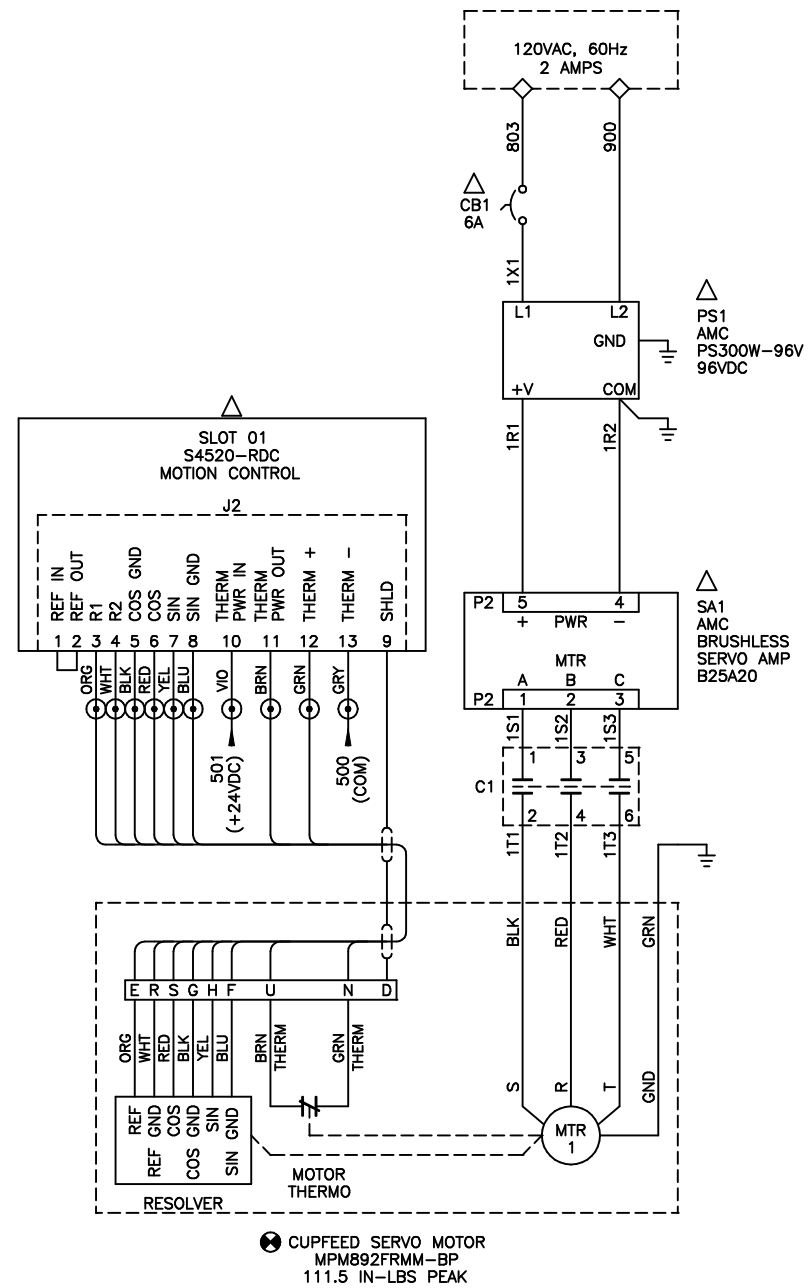 120VAC, 60Hz
2 AMPS
803
900
CB1
6A
1X1
L1
L2
GND
+V
COM
PS1
AMC
PS300W-96V
96VDC
1R1
1R2
SLOT 01
S4520-RDC
MOTION CONTROL
J2
REF IN
REF OUT
R1
R2
COS GND
COS
SIN
SIN GND
THERM
PWR IN
THERM
PWR OUT
THERM +
THERM -
SHLD
1 2 3 4 5 6 7 8 10 11 12 13 9
ORG
WHT
BLK
RED
YEL
BLU
VIO
BRN
GRN
GRY
501
(+24VDC)
500
(COM)
P2 5 4
+ PWR -
MTR
A B C
P2 1 2 3
SA1
AMC
BRUSHLESS
SERVO AMP
B25A20
1S1
1S2
1S3
C1
1 3 5
2 4 6
1T1
1T2
1T3
BLK
RED
WHT
GRN
E R S G H F U N D
ORG
WHT
RED
BLK
YEL
BLU
BRN
THERM
GRN
THERM
REF
REF GND
COS
COS GND
SIN
SIN GND
RESOLVER
MOTOR
THERMO
S
R
T
GND
MTR
1
CUPFEED SERVO MOTOR
MPM892FRMM-BP
111.5 IN-LBS PEAK